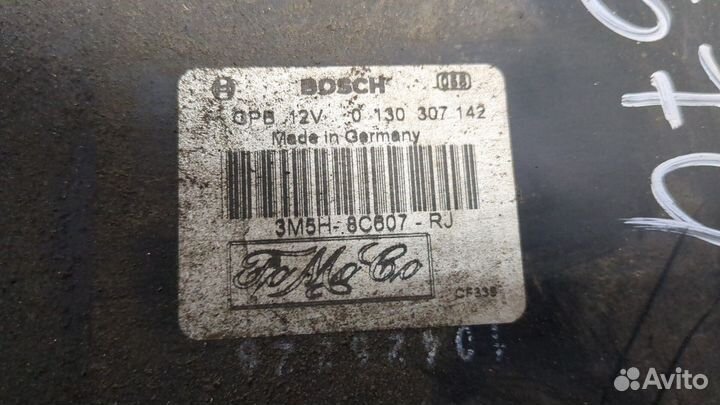 BOSCH
GPB 12V 0 130 307 142
Made in Germany
3M5H-8C607-RJ
FoMoCo
CF339
Avito